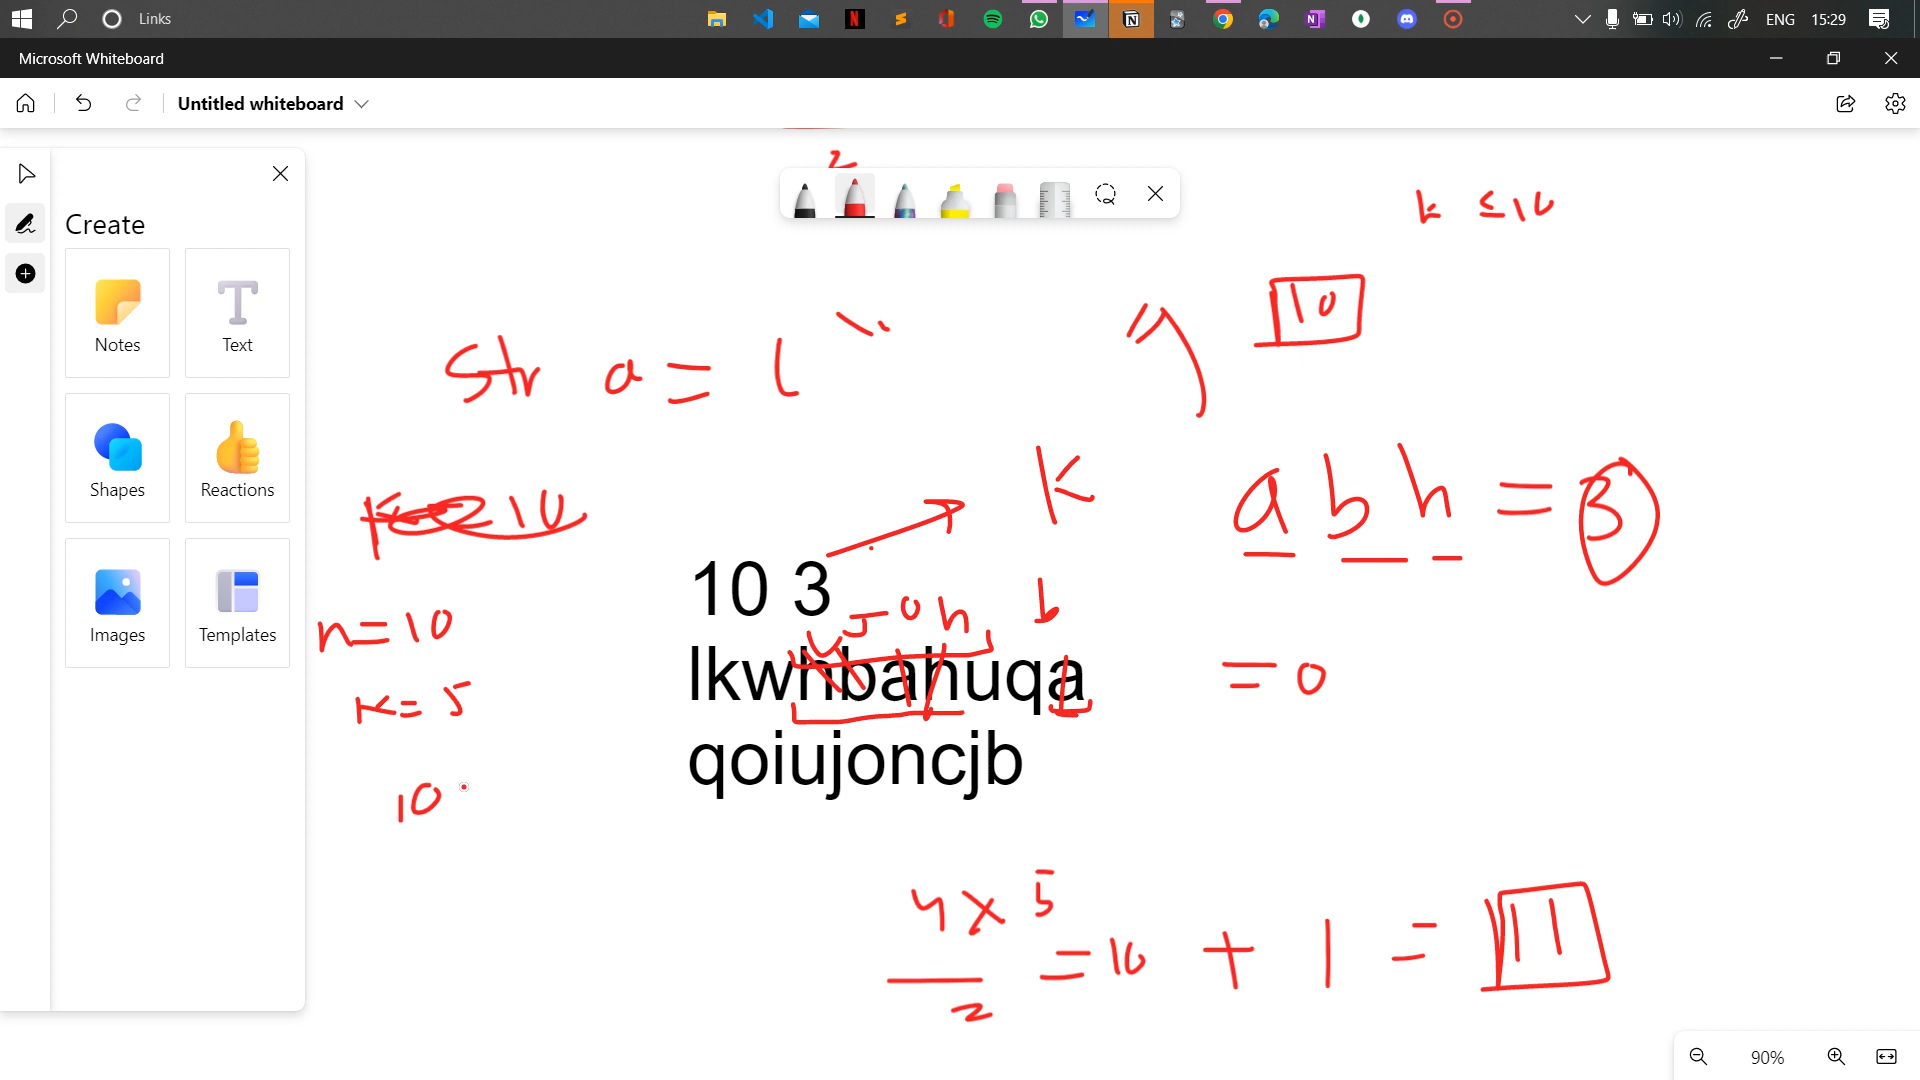 Links
ENG 15:29
Microsoft Whiteboard
Untitled whiteboard
Create
Notes
Text
Shapes
Reactions
Images
Templates
2
k ≤ 10
10
Str a = ( " ")
K
a b h = 3
10 3
J o h b
n = 10
lkwhbahuqa
= 0
K = 5
qoiujoncjb
10
4 x 5
= 10 + 1 = 11
2
90%